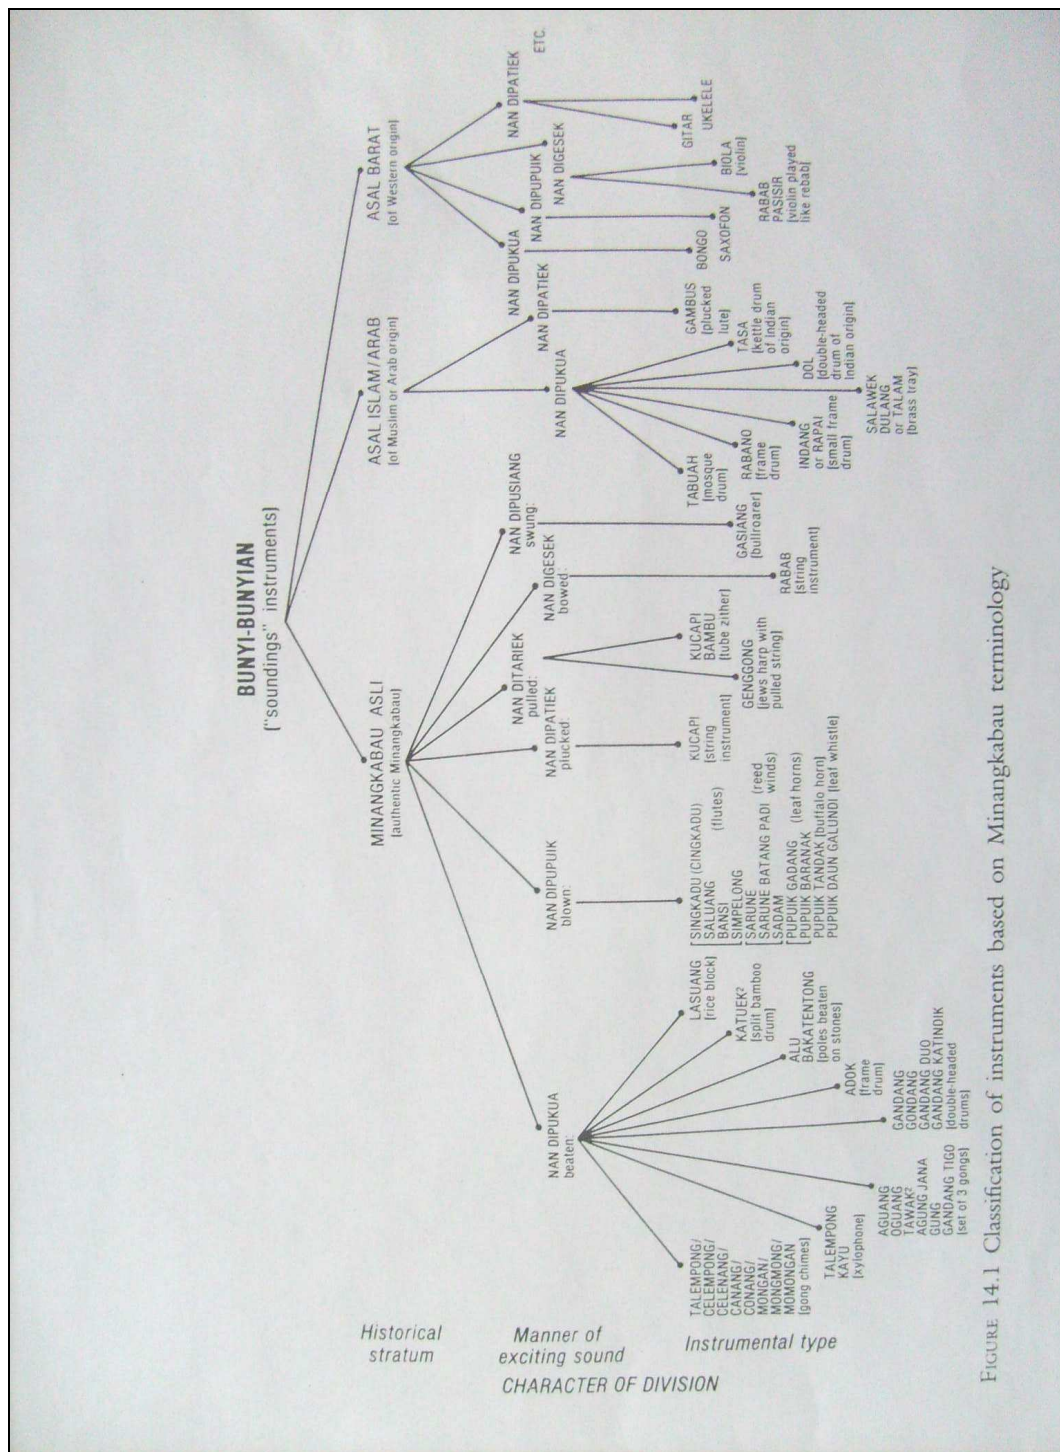 BUNYI-BUNYIAN
("soundings" instruments)
Historical
stratum
MINANGKABAU ASLI
(authentic Minangkabau)
ASAL ISLAM/ARAB
(of Muslim or Arab origin)
ASAL BARAT
(of Western origin)
Manner of
exciting sound
NAN DIPUKUA
beaten:
NAN DIPUPUIK
blown:
NAN DIPATIEK
plucked:
NAN DITARIEK
pulled:
NAN DIGESEK
bowed:
NAN DIPUSIANG
swung:
NAN DIPUKUA
NAN DIPATIEK
NAN DIPUKUA
NAN DIPUPUIK
NAN DIGESEK
NAN DIPATIEK
ETC.
CHARACTER OF DIVISION
Instrumental type
TALEMPONG/
CELEMPONG/
CELENANG/
CANANG/
CONANG/
MONGAN/
MONGMONG/
MOMONGAN
(gong chimes)
TALEMPONG
KAYU
(xylophone)
AGUANG
OGUANG
TAWAK²
AGUNG JANA
GUNG
GANDANG TIGO
(set of 3 gongs)
GANDANG
GONDANG
GANDANG DUO
GANDANG KATINDIK
(double-headed
drums)
ADOK
(frame
drum)
ALU
BAKATENTONG
(poles beaten
on stones)
KATUEK²
(split bamboo
drum)
LASUANG
(rice block)
SINGKADU (CINGKADU)
SALUANG
BANSI (flutes)
SIMPELONG
SARUNE
SARUNE BATANG PADI (reed
SADAM winds)
PUPUIK GADANG
PUPUIK BARANAK (leaf horns)
PUPUIK TANDAK (buffalo horn)
PUPUIK DAUN GALUNDI (leaf whistle)
KUCAPI
(string
instrument)
GENGGONG
(jews harp with
pulled string)
KUCAPI
BAMBU
(tube zither)
RABAB
(string
instrument)
GASIANG
(bullroarer)
TABUAH
(mosque
drum)
RABANO
(frame
drum)
INDANG
or RAPAI
(small frame
drum)
SALAWEK
DULANG
or TALAM
(brass tray)
DOL
(double-headed
drum of
Indian origin)
TASA
(kettle drum
of Indian
origin)
GAMBUS
(plucked
lute)
BONGO
SAXOFON
RABAB
PASISIR
(violin played
like rebab)
BIOLA
(violin)
GITAR
UKELELE
FIGURE 14.1 Classification of instruments based on Minangkabau terminology